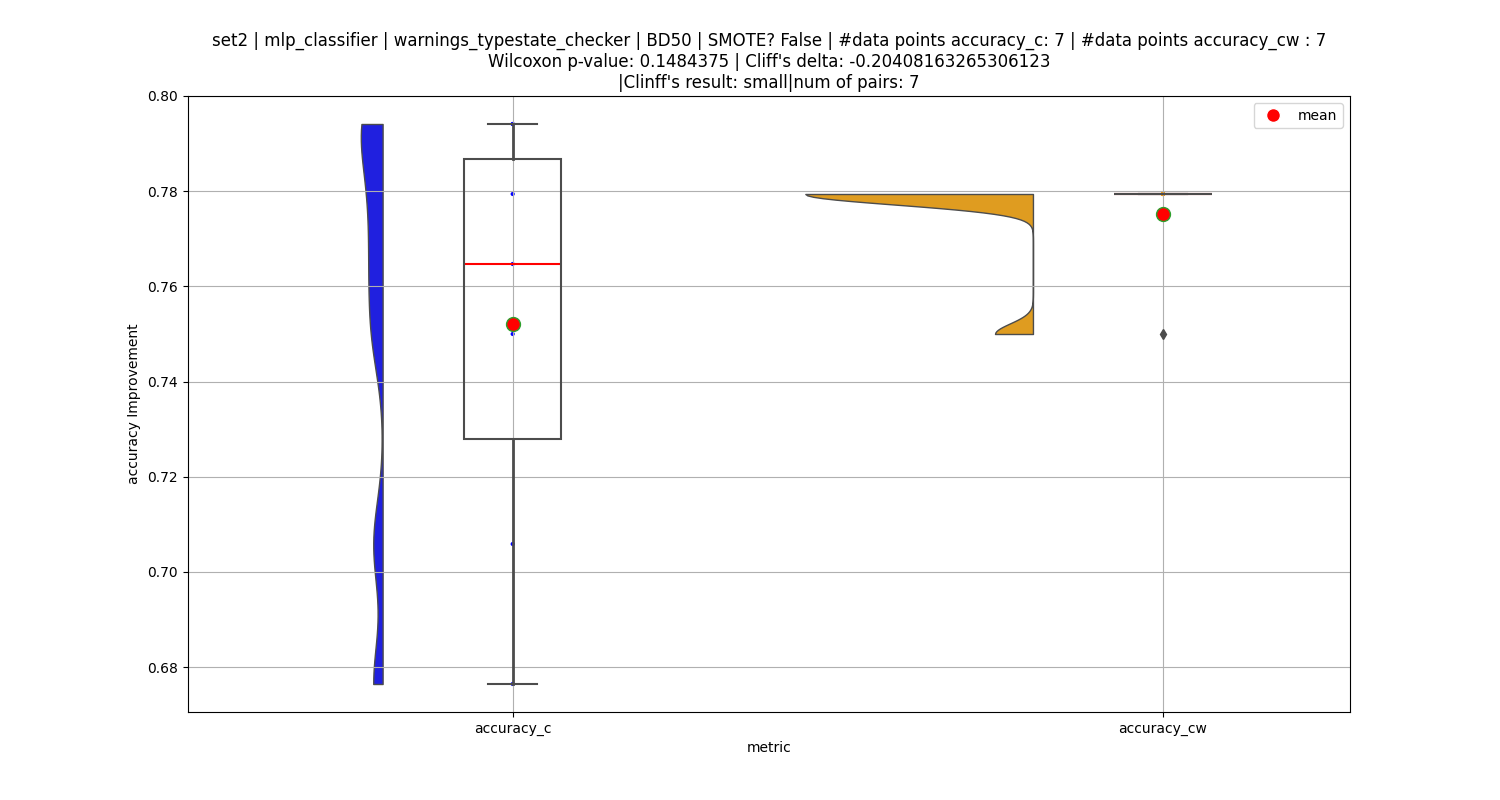 set2 | mlp_classifier | warnings_typestate_checker | BD50 | SMOTE? False | #data points accuracy_c: 7 | #data points accuracy_cw : 7
Wilcoxon p-value: 0.1484375 | Cliff's delta: -0.20408163265306123
|Clinff's result: small|num of pairs: 7
mean
0.80
0.78
0.76
0.74
0.72
0.70
0.68
accuracy Improvement
accuracy_c
accuracy_cw
metric